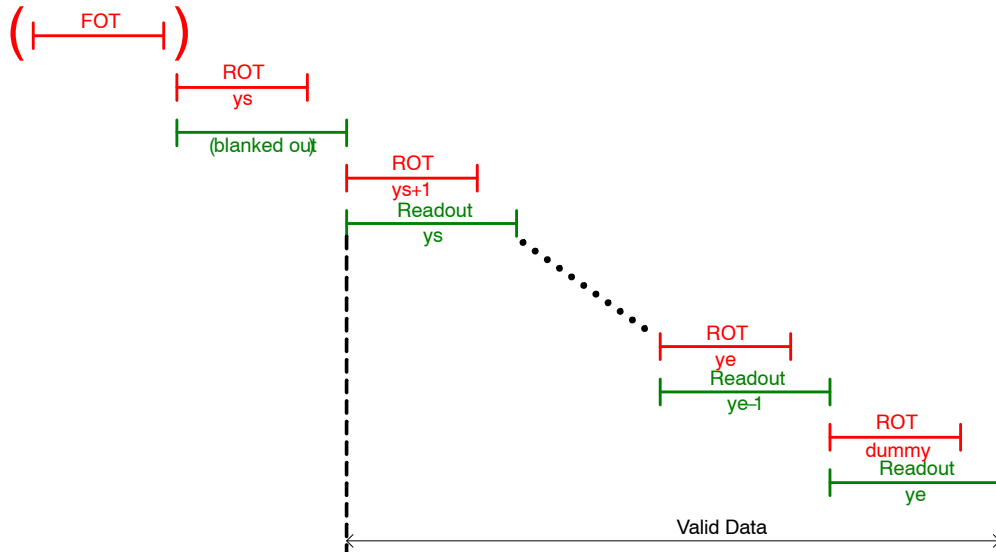 ( FOT )
ROT
ys
(blanked out)
ROT
ys+1
Readout
ys
ROT
ye
Readout
ye–1
ROT
dummy
Readout
ye
Valid Data